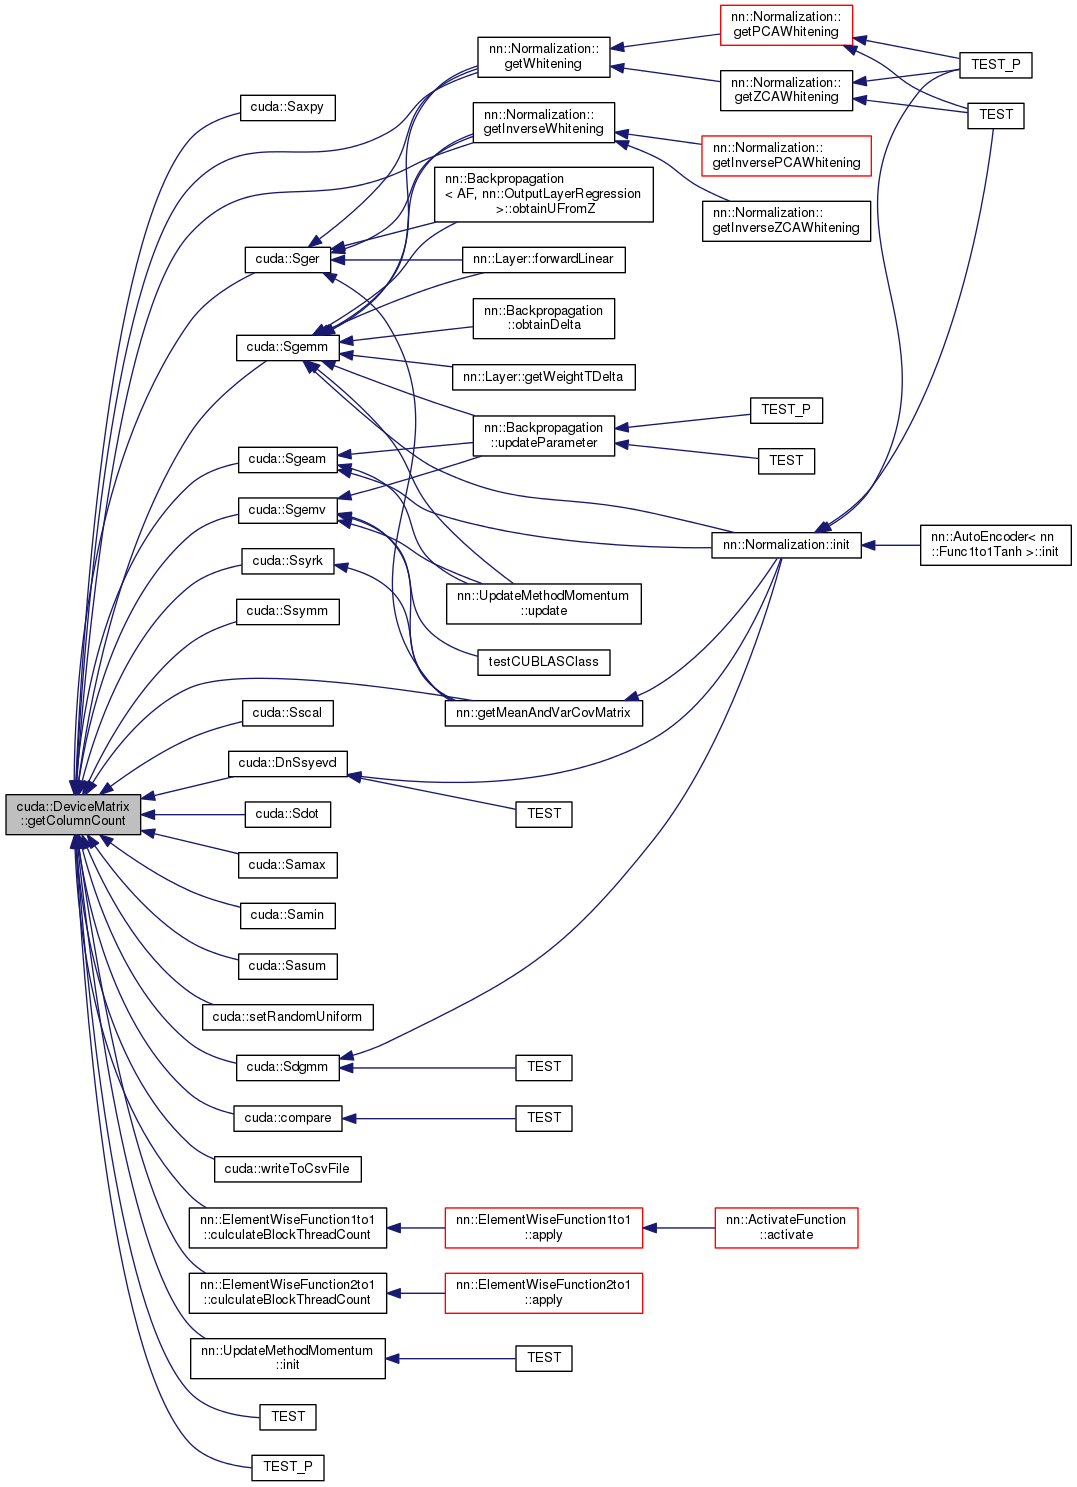 nn::Normalization::
getPCAWhitening
nn::Normalization::
getWhitening
TEST_P
nn::Normalization::
getZCAWhitening
cuda::Saxpy
TEST
nn::Normalization::
getInverseWhitening
nn::Normalization::
getInversePCAWhitening
nn::Backpropagation
< AF, nn::OutputLayerRegression
>::obtainUFromZ
nn::Normalization::
getInverseZCAWhitening
cuda::Sger
nn::Layer::forwardLinear
nn::Backpropagation
::obtainDelta
cuda::Sgemm
nn::Layer::getWeightTDelta
TEST_P
nn::Backpropagation
::updateParameter
cuda::Sgeam
TEST
cuda::Sgemv
nn::Normalization::init
nn::AutoEncoder< nn
::Func1to1Tanh >::init
cuda::Ssyrk
nn::UpdateMethodMomentum
::update
cuda::Ssymm
testCUBLASClass
nn::getMeanAndVarCovMatrix
cuda::Sscal
cuda::DnSsyevd
cuda::DeviceMatrix
::getColumnCount
cuda::Sdot
TEST
cuda::Samax
cuda::Samin
cuda::Sasum
cuda::setRandomUniform
cuda::Sdgmm
TEST
cuda::compare
TEST
cuda::writeToCsvFile
nn::ElementWiseFunction1to1
::culculateBlockThreadCount
nn::ElementWiseFunction1to1
::apply
nn::ActivateFunction
::activate
nn::ElementWiseFunction2to1
::culculateBlockThreadCount
nn::ElementWiseFunction2to1
::apply
nn::UpdateMethodMomentum
::init
TEST
TEST
TEST_P